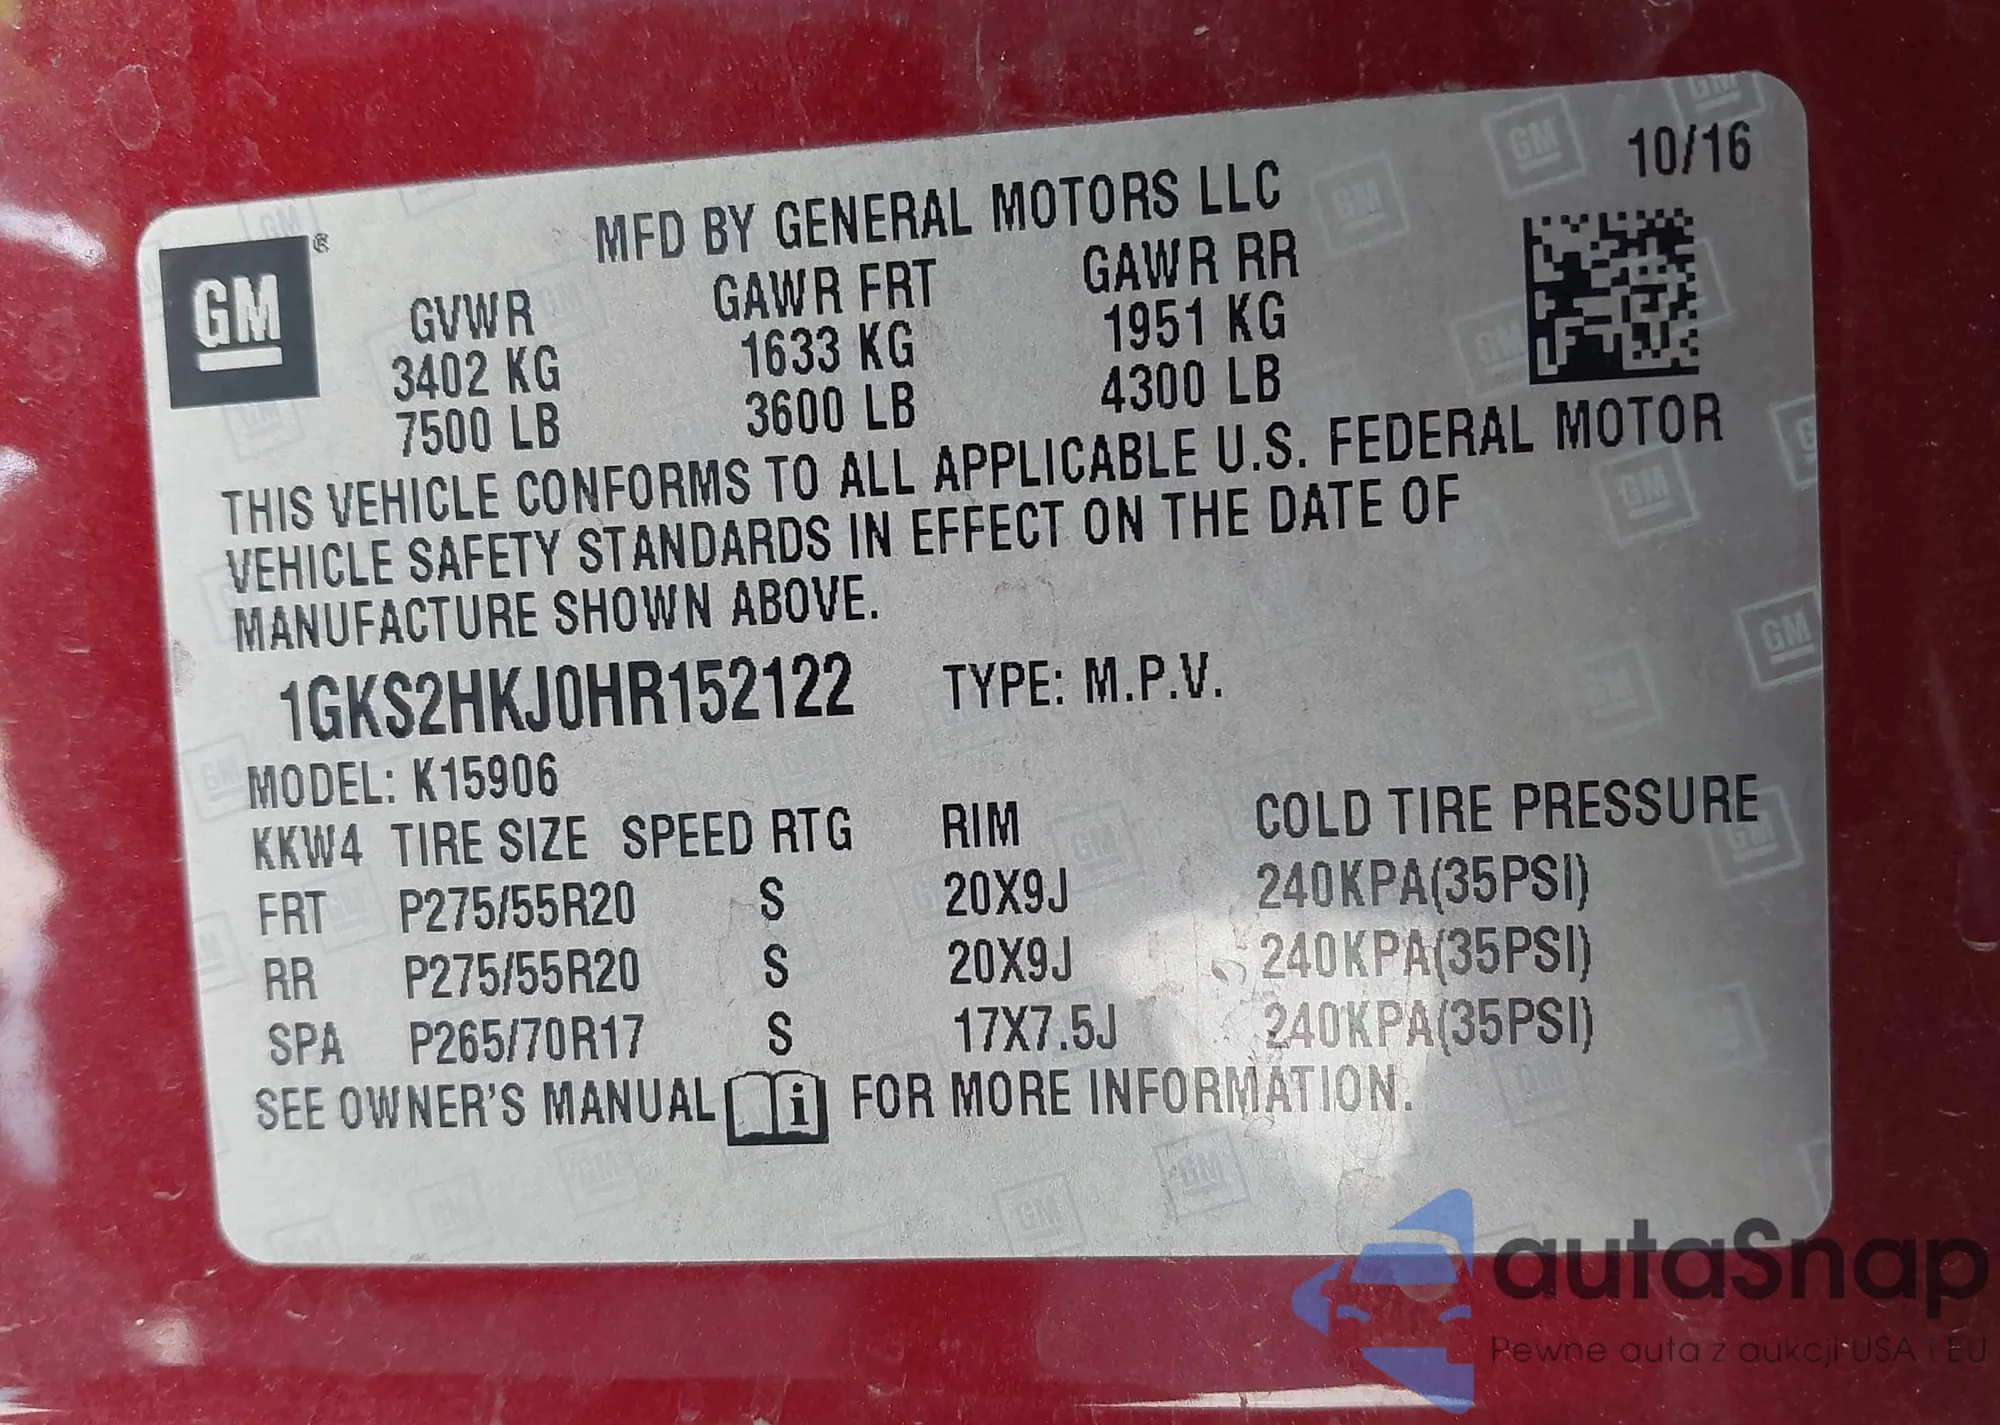 10/16
GM®
MFD BY GENERAL MOTORS LLC
GVWR GAWR FRT GAWR RR
3402 KG 1633 KG 1951 KG
7500 LB 3600 LB 4300 LB
THIS VEHICLE CONFORMS TO ALL APPLICABLE U.S. FEDERAL MOTOR
VEHICLE SAFETY STANDARDS IN EFFECT ON THE DATE OF
MANUFACTURE SHOWN ABOVE.
1GKS2HKJ0HR152122 TYPE: M.P.V.
MODEL: K15906
KKW4 TIRE SIZE SPEED RTG RIM COLD TIRE PRESSURE
FRT P275/55R20 S 20X9J 240KPA(35PSI)
RR P275/55R20 S 20X9J 240KPA(35PSI)
SPA P265/70R17 S 17X7.5J 240KPA(35PSI)
SEE OWNER'S MANUAL i FOR MORE INFORMATION.
autaSnap
Pewne auta z aukcji USA i EU